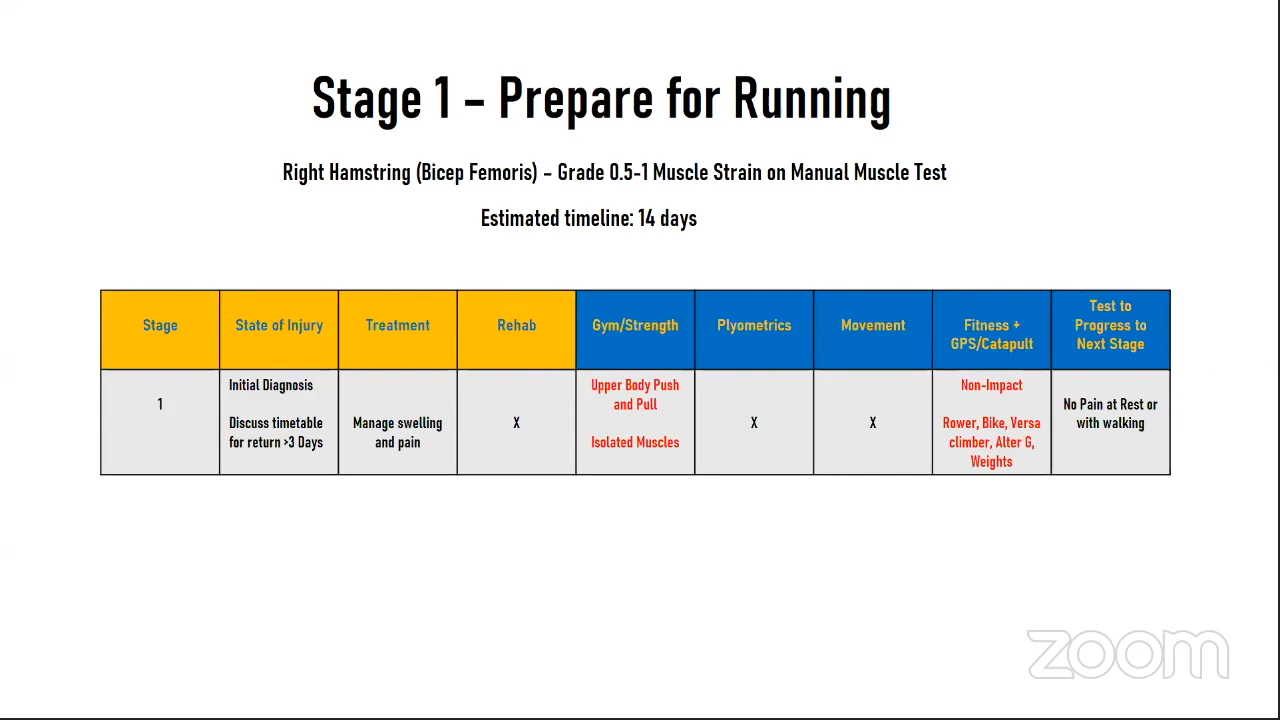 Stage 1 – Prepare for Running
Right Hamstring (Bicep Femoris) – Grade 0.5-1 Muscle Strain on Manual Muscle Test
Estimated timeline: 14 days
Stage
State of Injury
Treatment
Rehab
Gym/Strength
Plyometrics
Movement
Fitness +
GPS/Catapult
Test to
Progress to
Next Stage
1
Initial Diagnosis
Discuss timetable
for return >3 Days
Manage swelling
and pain
X
Upper Body Push
and Pull
Isolated Muscles
X
X
Non-Impact
Rower, Bike, Versa
climber, Alter G,
Weights
No Pain at Rest or
with walking
zoom